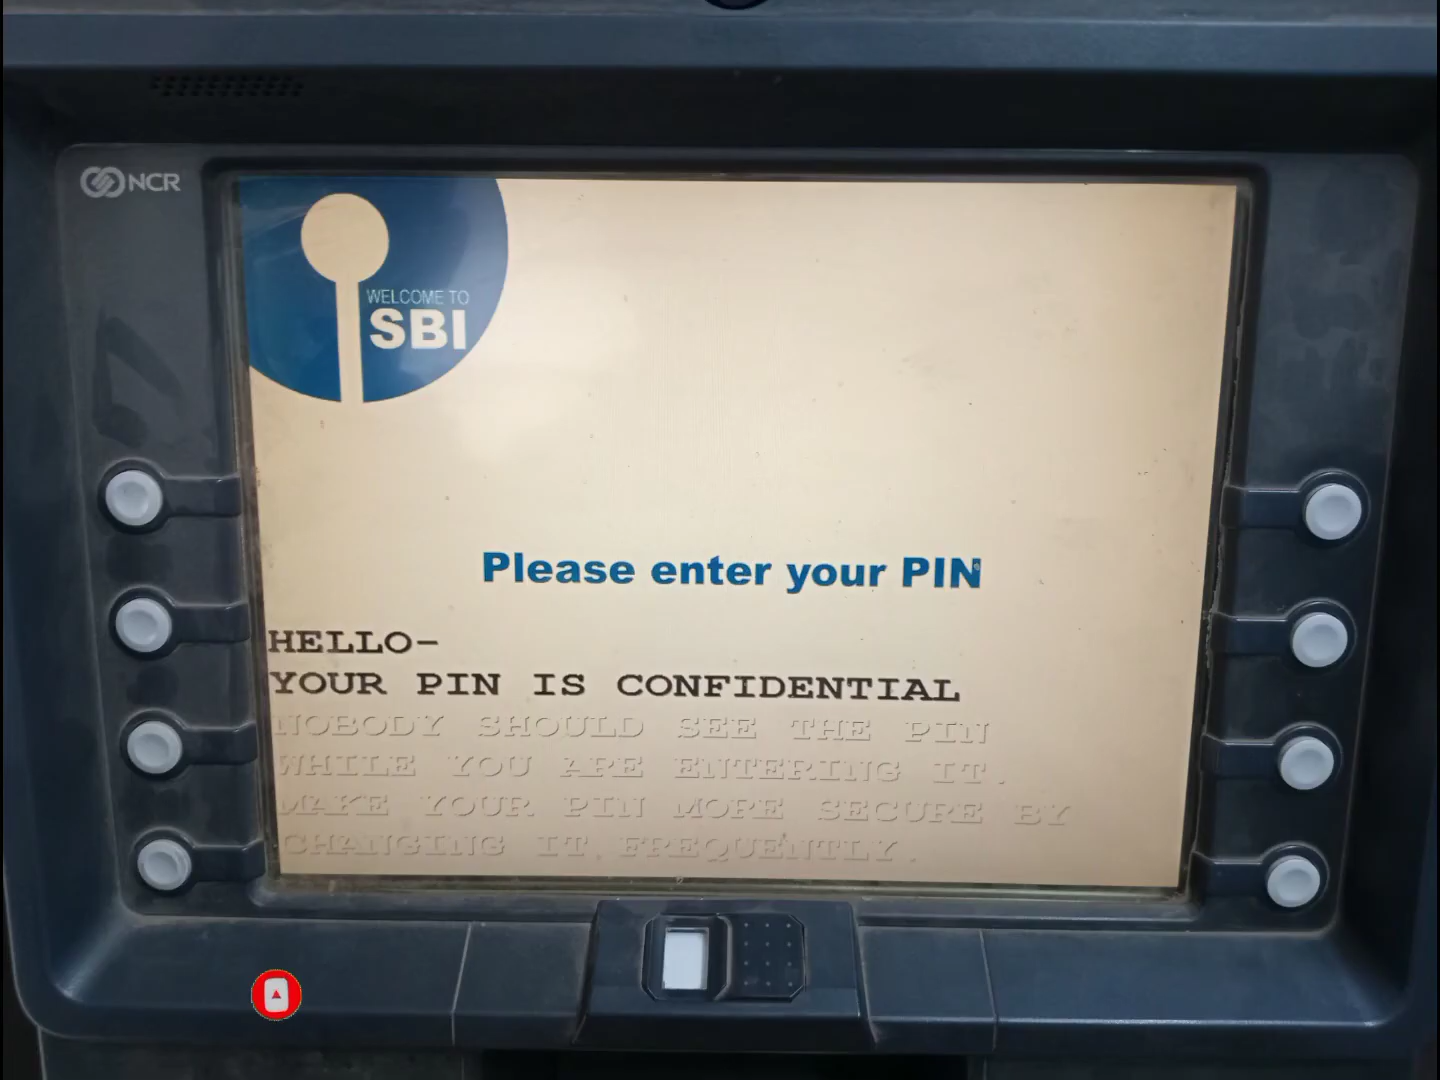 NCR
WELCOME TO
SBI
Please enter your PIN
HELLO-
YOUR PIN IS CONFIDENTIAL
NOBODY SHOULD SEE THE PIN
WHILE YOU ARE ENTERING IT.
MAKE YOUR PIN MORE SECURE BY
CHANGING IT FREQUENTLY.